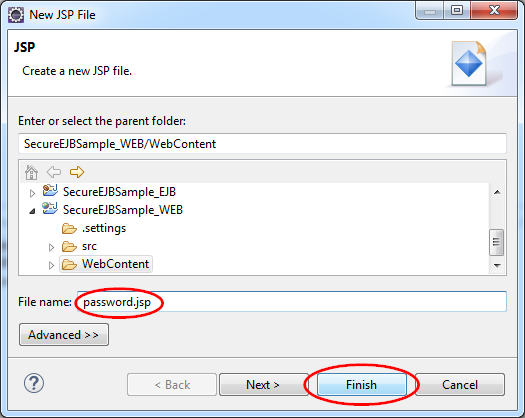 New JSP File
JSP
Create a new JSP file.
Enter or select the parent folder:
SecureEJBSample_WEB/WebContent
SecureEJBSample_EJB
SecureEJBSample_WEB
.settings
src
WebContent
File name: password.jsp
Advanced >>
? < Back Next > Finish Cancel